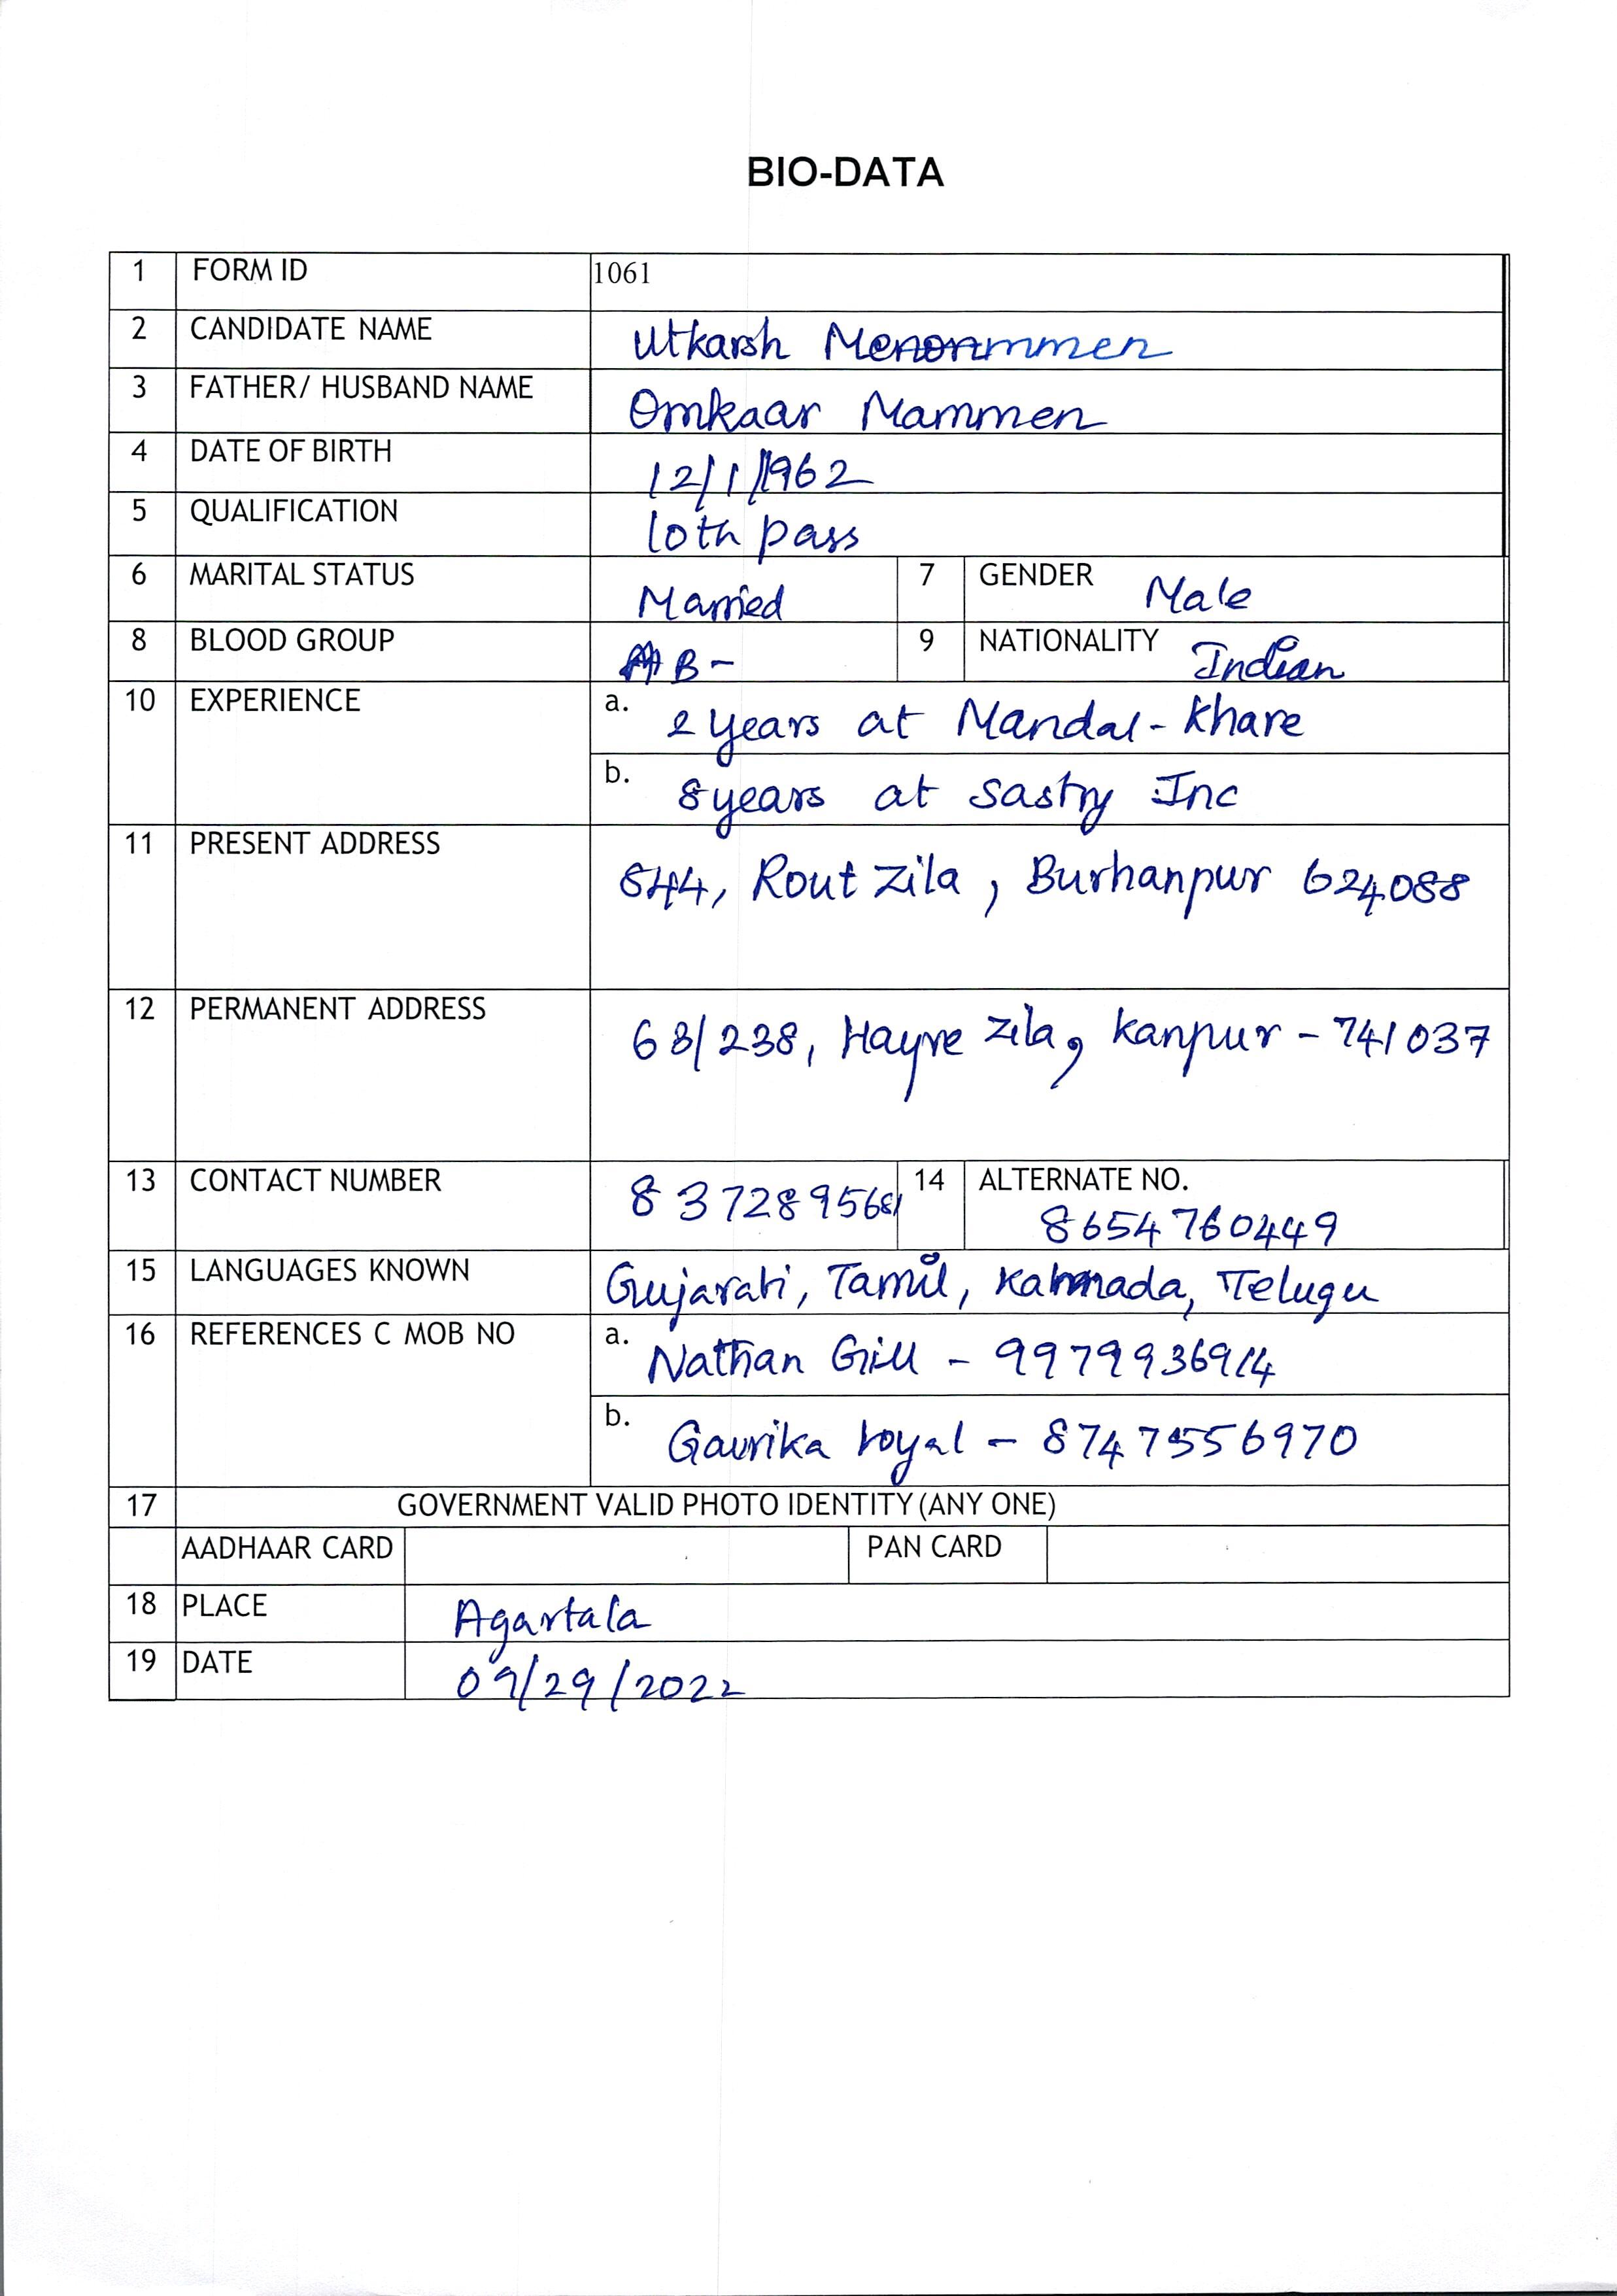 BIO-DATA
1 FORM ID 1061
2 CANDIDATE NAME Utkarsh
3 FATHER/ HUSBAND NAME Omkaar Mammen
4 DATE OF BIRTH 12/1/1962
5 QUALIFICATION 10th pass
6 MARITAL STATUS Married 7 GENDER Male
8 BLOOD GROUP AB- 9 NATIONALITY Indian
10 EXPERIENCE a. 2 years at Mandal-Khare
b. 8 years at Sastry Inc
11 PRESENT ADDRESS 844, Rout Zila, Burhanpur 624088
12 PERMANENT ADDRESS 68/238, Hayre Zila, Kanpur - 741037
13 CONTACT NUMBER 8372895681 14 ALTERNATE NO. 8654760449
15 LANGUAGES KNOWN Gujarati, Tamil, Kannada, Telugu
16 REFERENCES C MOB NO a. Nathan Gill - 9979936914
b. Gaurika - 8747556970
17 GOVERNMENT VALID PHOTO IDENTITY (ANY ONE)
AADHAAR CARD PAN CARD
18 PLACE Agartala
19 DATE 09/29/2022